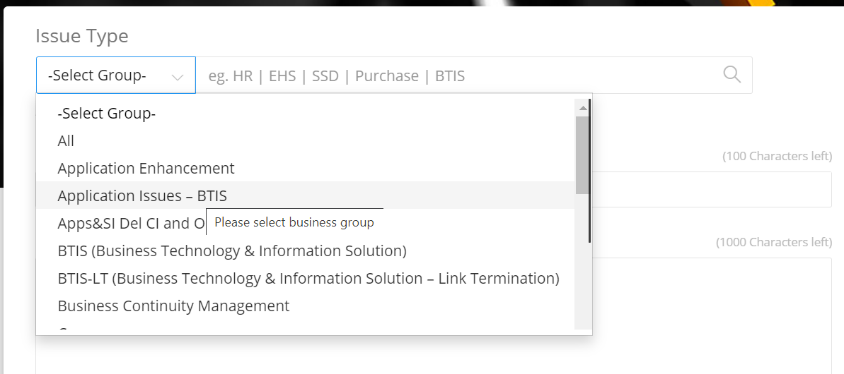 Issue Type
-Select Group-
eg. HR | EHS | SSD | Purchase | BTIS
-Select Group-
All
(100 Characters left)
Application Enhancement
Application Issues – BTIS
Apps&SI Del CI and O
Please select business group
(1000 Characters left)
BTIS (Business Technology & Information Solution)
BTIS-LT (Business Technology & Information Solution – Link Termination)
Business Continuity Management